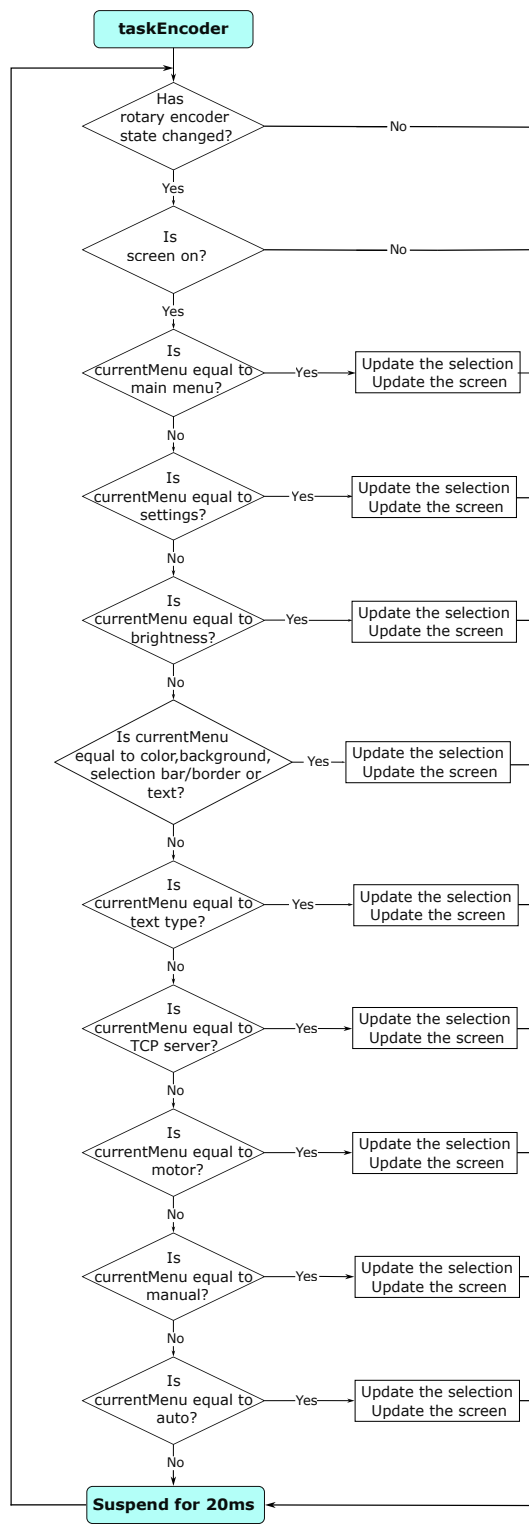 taskEncoder
Has
rotary encoder
state changed?
No
Yes
Is
screen on?
No
Yes
Is
currentMenu equal to
main menu?
Yes
Update the selection
Update the screen
No
Is
currentMenu equal to
settings?
Yes
Update the selection
Update the screen
No
Is
currentMenu equal to
brightness?
Yes
Update the selection
Update the screen
No
Is currentMenu
equal to color,background,
selection bar/border or
text?
Yes
Update the selection
Update the screen
No
Is
currentMenu equal to
text type?
Yes
Update the selection
Update the screen
No
Is
currentMenu equal to
TCP server?
Yes
Update the selection
Update the screen
No
Is
currentMenu equal to
motor?
Yes
Update the selection
Update the screen
No
Is
currentMenu equal to
manual?
Yes
Update the selection
Update the screen
No
Is
currentMenu equal to
auto?
Yes
Update the selection
Update the screen
No
Suspend for 20ms